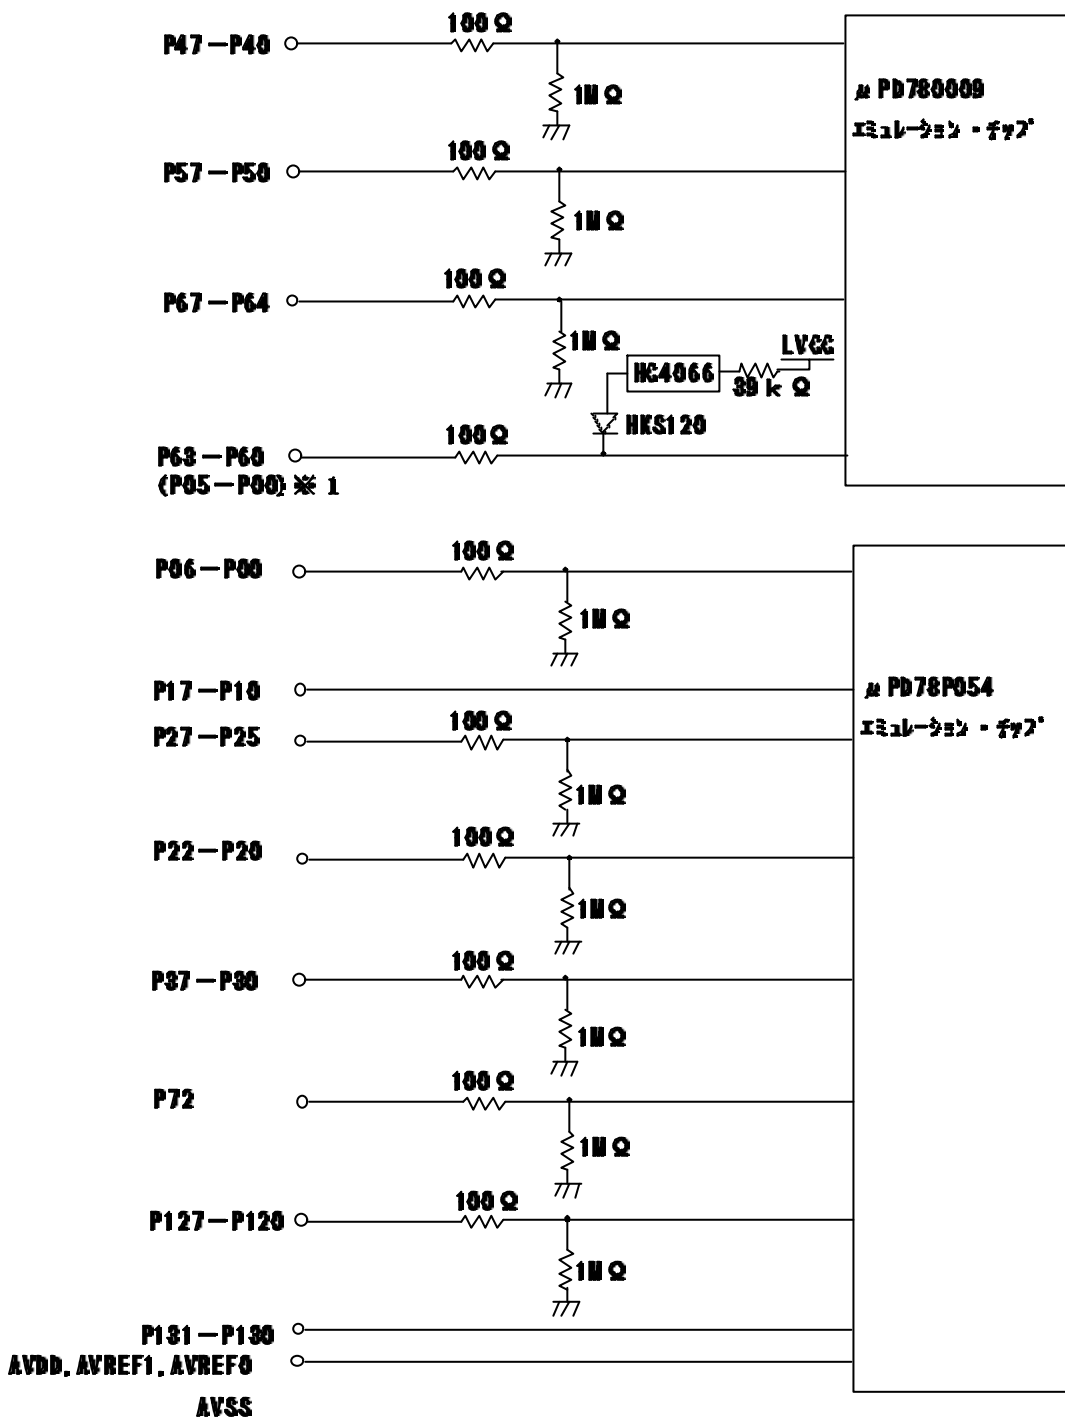 100Ω
P47－P40
1MΩ
μPD780009
エミュレーション・チップ
100Ω
P57－P50
1MΩ
100Ω
P67－P64
1MΩ
LVCC
HC4066
39kΩ
HKS120
100Ω
P63－P60
(P05－P00)※1
100Ω
P06－P00
1MΩ
P17－P10
μPD78P054
エミュレーション・チップ
100Ω
P27－P25
1MΩ
100Ω
P22－P20
1MΩ
100Ω
P37－P30
1MΩ
100Ω
P72
1MΩ
100Ω
P127－P120
1MΩ
P131－P130
AVDD, AVREF1, AVREF0
AVSS